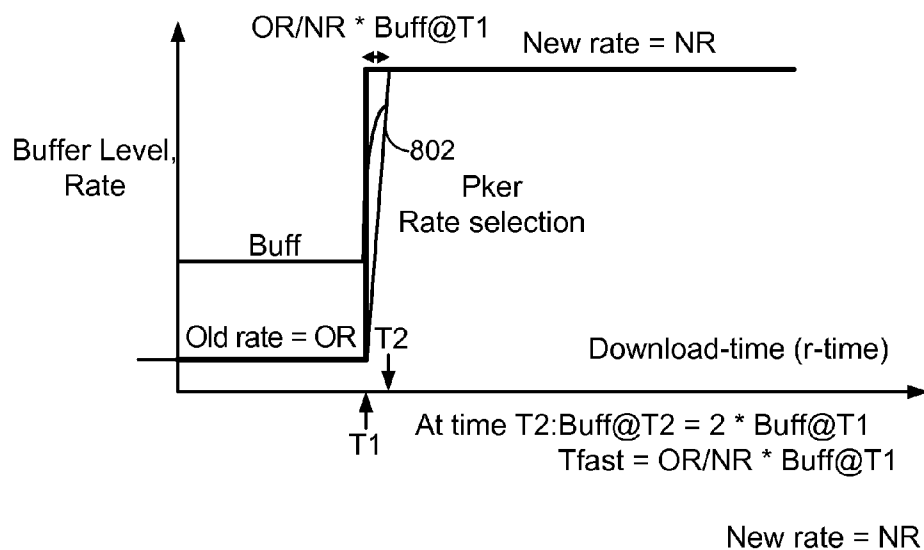 OR/NR * Buff@T1
New rate = NR
Buffer Level,
Rate
802
Pker
Rate selection
Buff
Old rate = OR
T2
Download-time (r-time)
T1
At time T2:Buff@T2 = 2 * Buff@T1
Tfast = OR/NR * Buff@T1
New rate = NR